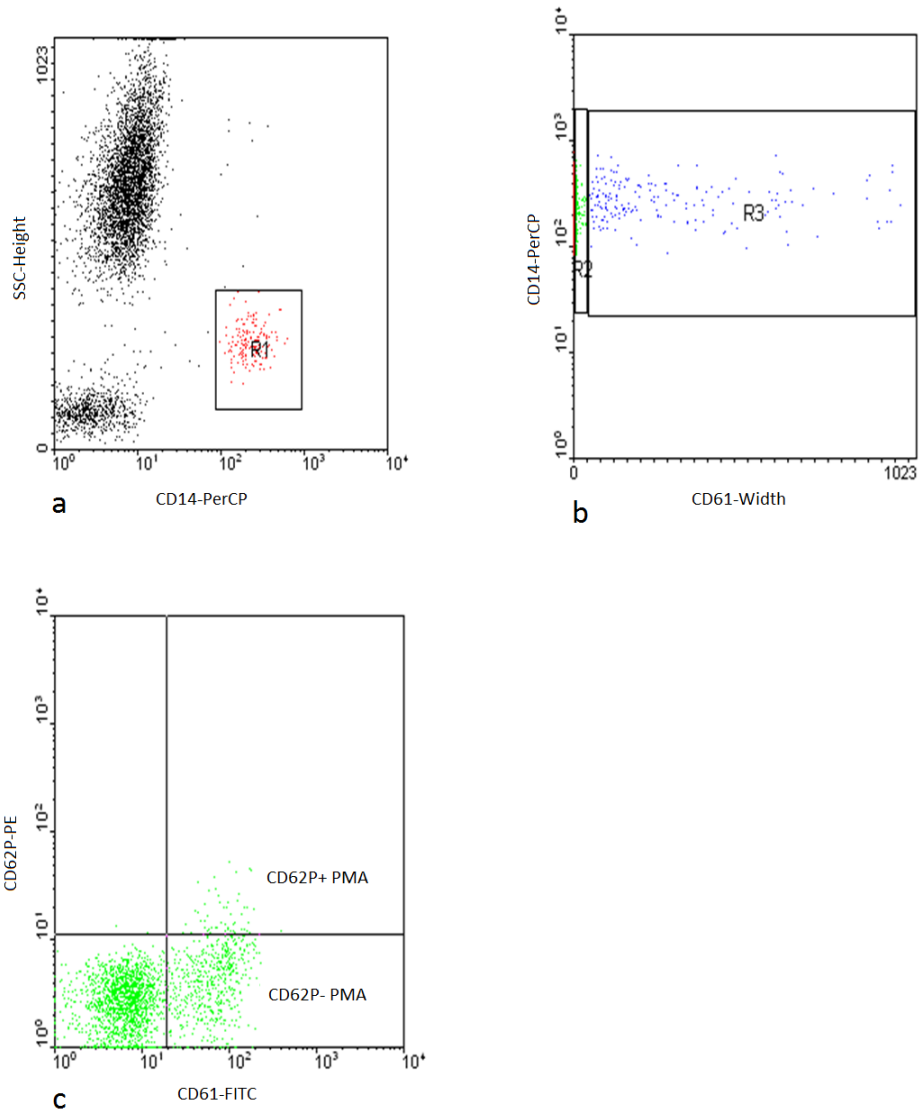 1023
SSC-Height
R1
0
10⁰ 10¹ 10² 10³ 10⁴
CD14-PerCP
a
10⁴
10³
CD14-PerCP
10²
R3
R2
10¹
10⁰
0 1023
CD61-Width
b
10⁴
10³
10²
CD62P-PE
CD62P+ PMA
10¹
CD62P- PMA
10⁰
10⁰ 10¹ 10² 10³ 10⁴
CD61-FITC
c